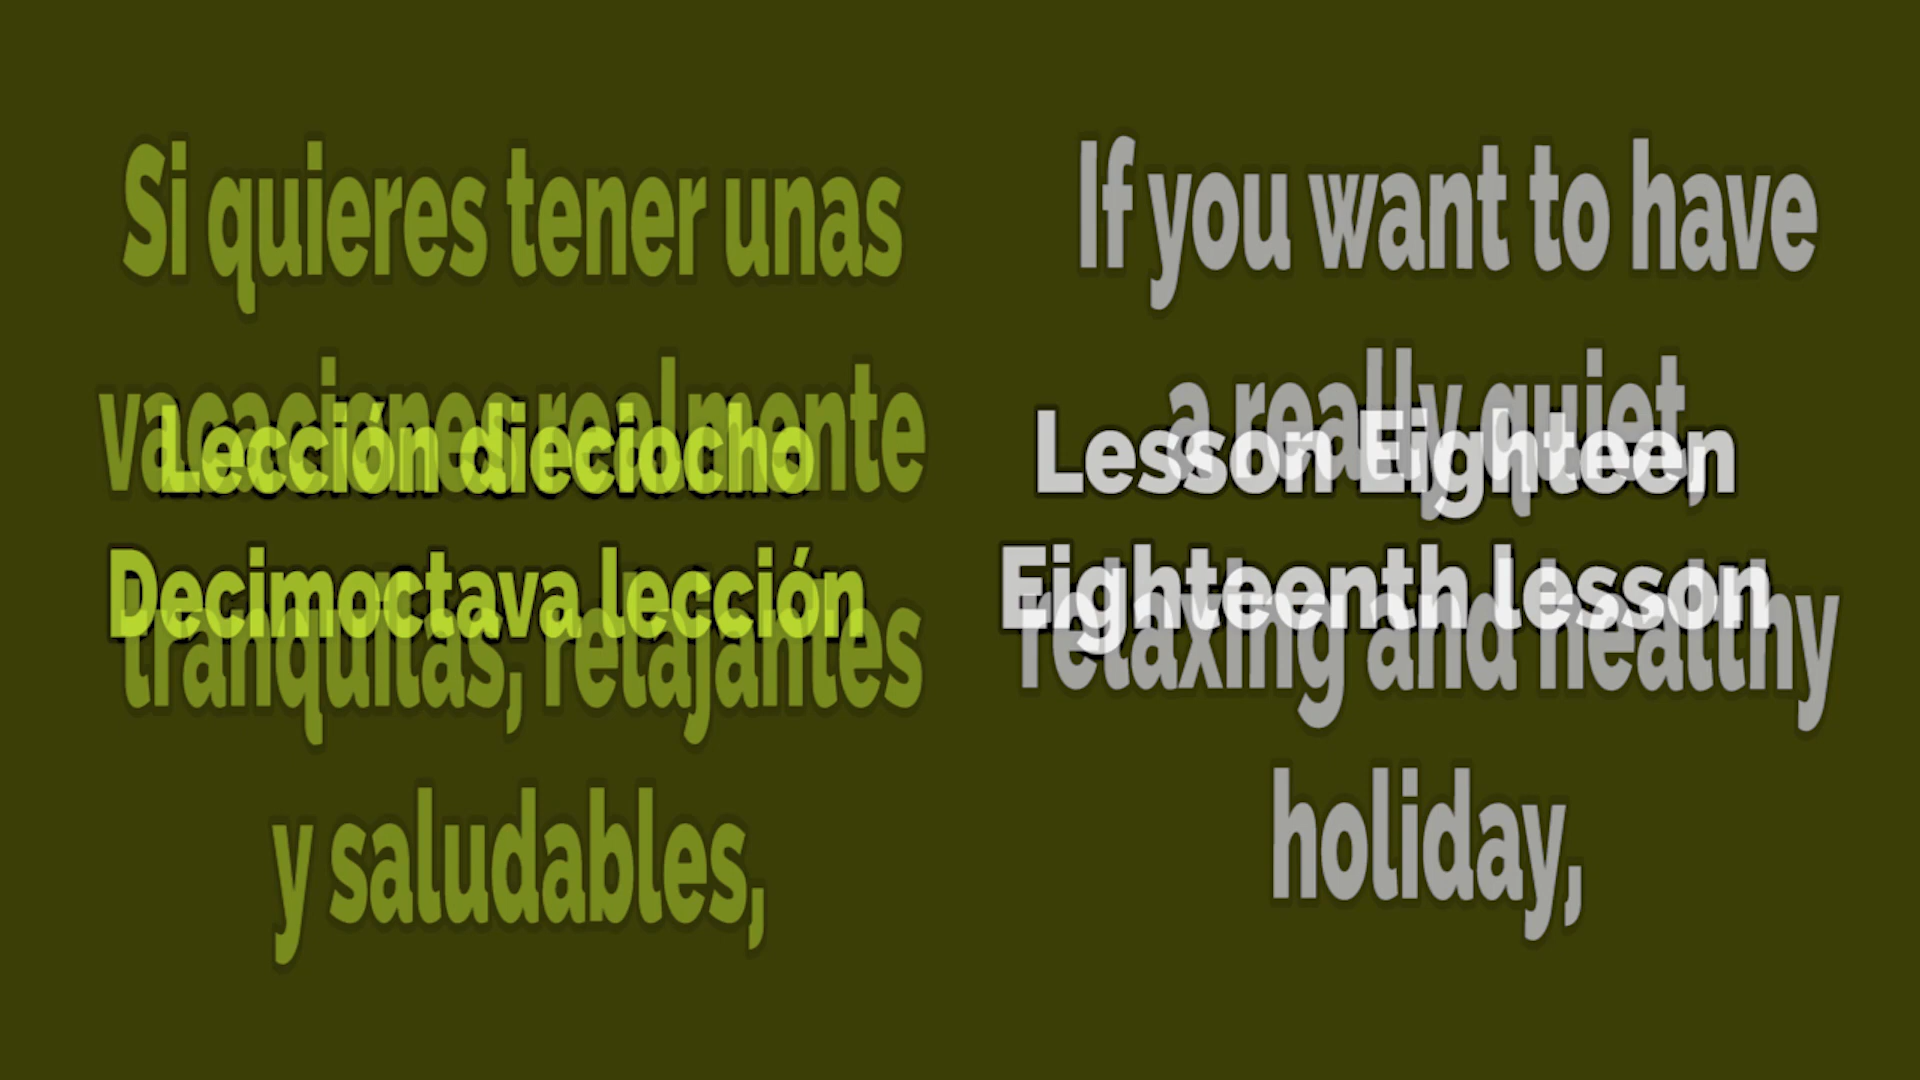 Si quieres tener unas
vacaciones realmente
tranquilas, relajantes
y saludables,
Lección dieciocho
Decimoctava lección
If you want to have
a really quiet,
relaxing and healthy
holiday,
Lesson Eighteen
Eighteenth lesson